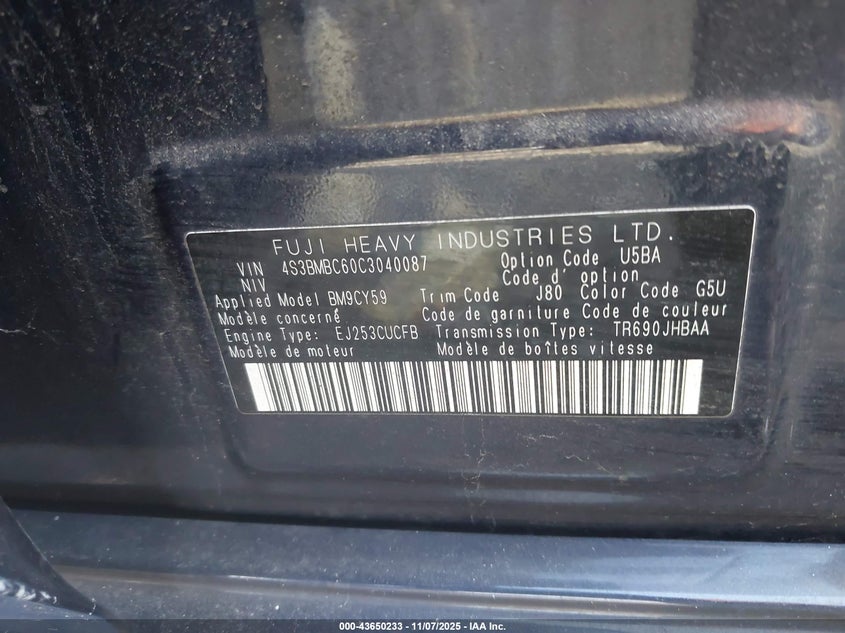 FUJI HEAVY INDUSTRIES LTD.
VIN 4S3BMBC60C3040087 Option Code U5BA
NIV Code d' option
Applied Model BM9CY59 Trim Code J80 Color Code G5U
Modèle concerné Code de garniture Code de couleur
Engine Type: EJ253CUCFB Transmission Type: TR690JHBAA
Modèle de moteur Modèle de boîtes vitesse
000-43650233 - 11/07/2025 - IAA Inc.